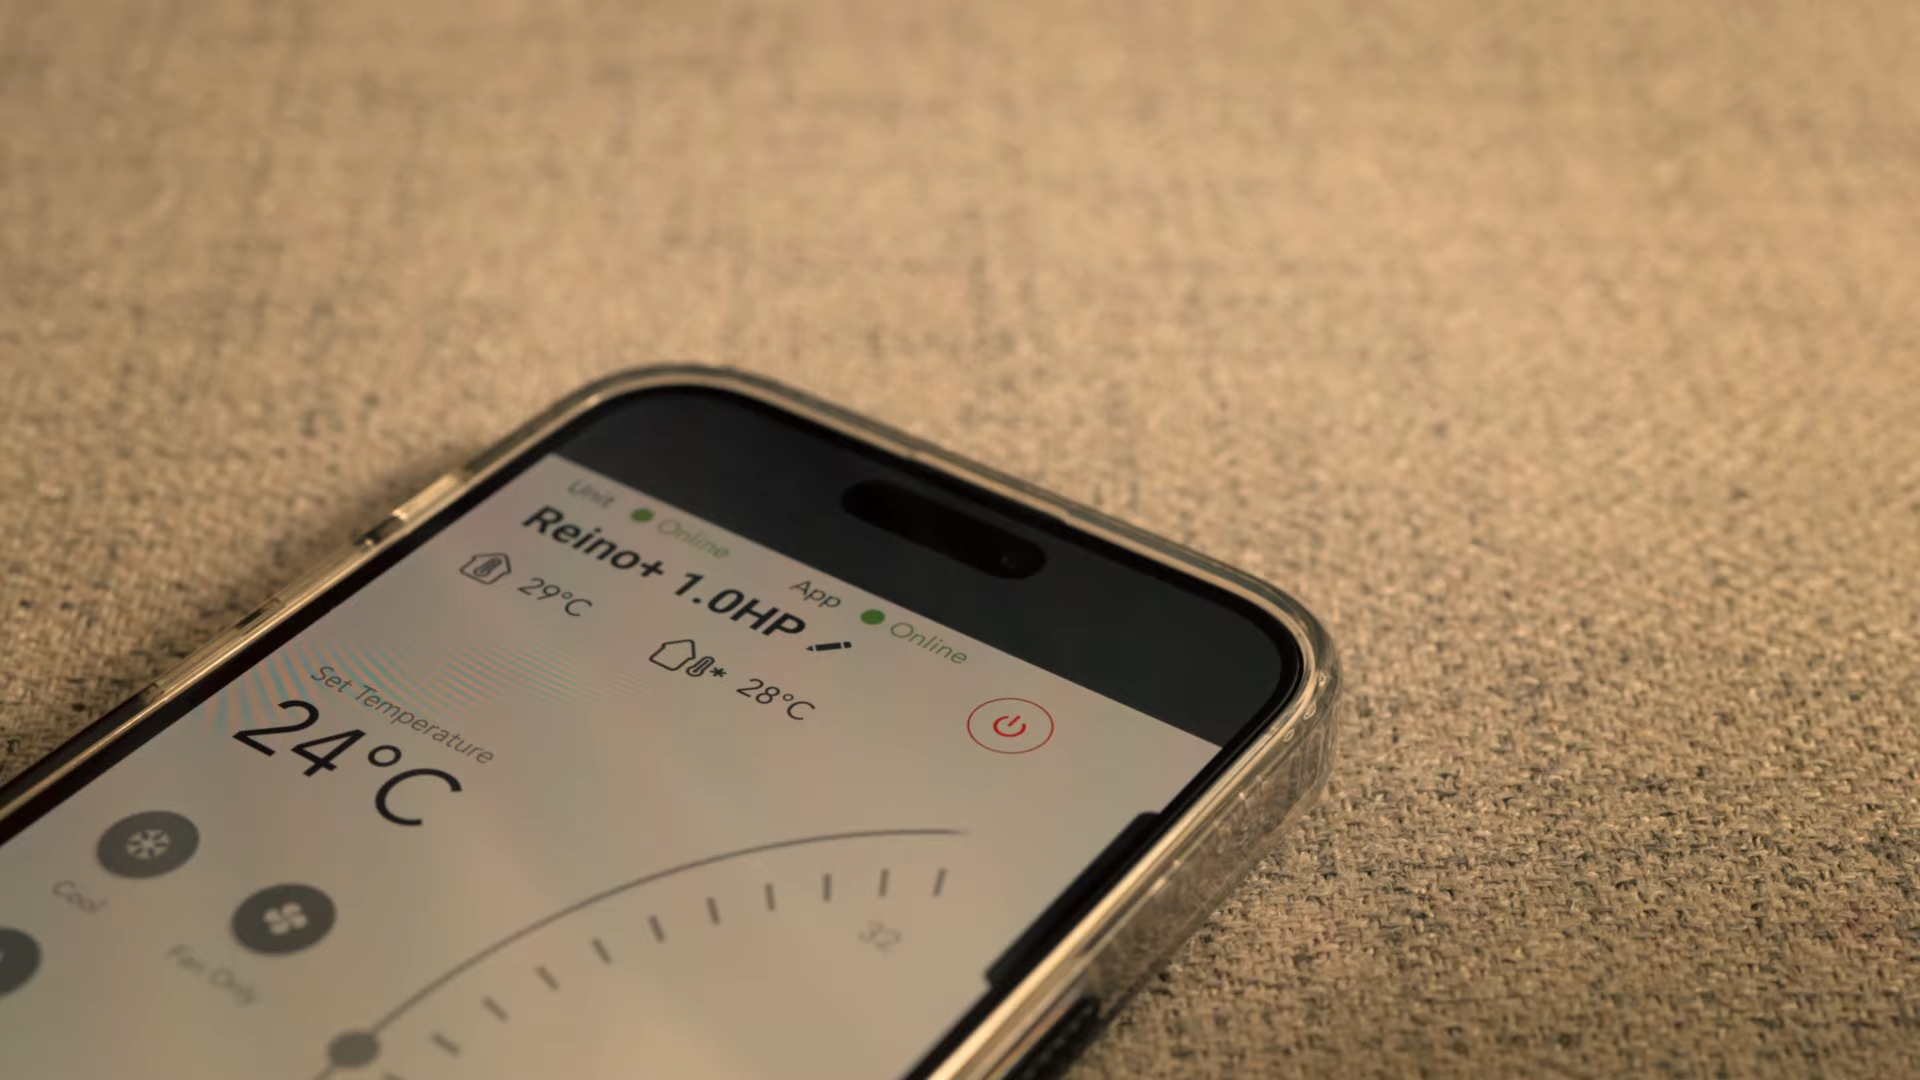 Unit Online App Online
Reino+ 1.0HP
29°C 28°C
Set Temperature
24°C
Cool
Fan Only
32